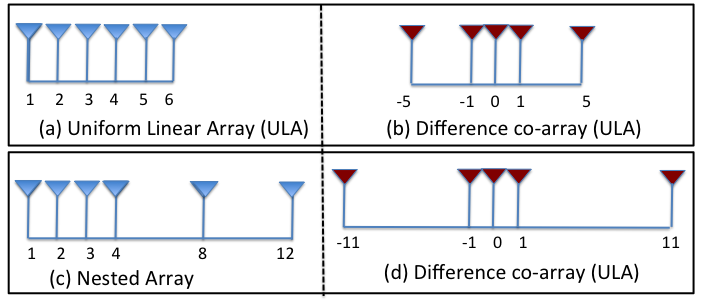 1 2 3 4 5 6
(a) Uniform Linear Array (ULA)
-5 -1 0 1 5
(b) Difference co-array (ULA)
1 2 3 4 8 12
(c) Nested Array
-11 -1 0 1 11
(d) Difference co-array (ULA)